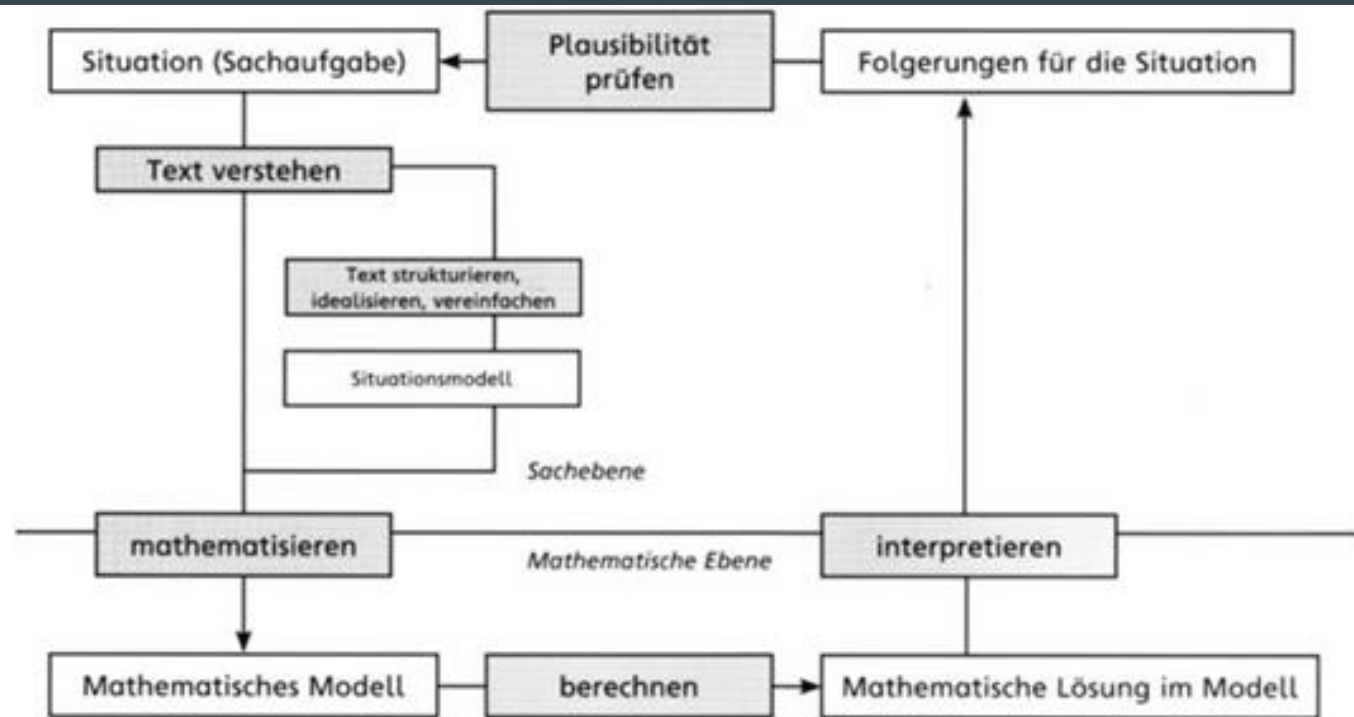 Situation (Sachaufgabe)
Plausibilität
prüfen
Folgerungen für die Situation
Text verstehen
Text strukturieren,
idealisieren, vereinfachen
Situationsmodell
Sachebene
mathematisieren
Mathematische Ebene
interpretieren
Mathematisches Modell
berechnen
Mathematische Lösung im Modell